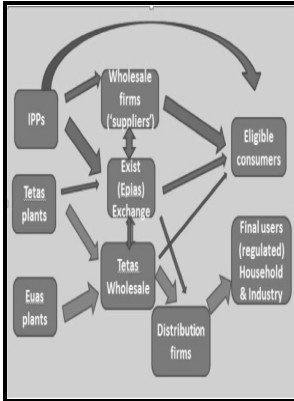 Wholesale
firms
('suppliers')
IPPs
Eligible
consumers
Exist
(Epias)
Exchange
Tetas
plants
Final users
(regulated)
Household
& Industry
Tetas
Wholesale
Euas
plants
Distribution
firms